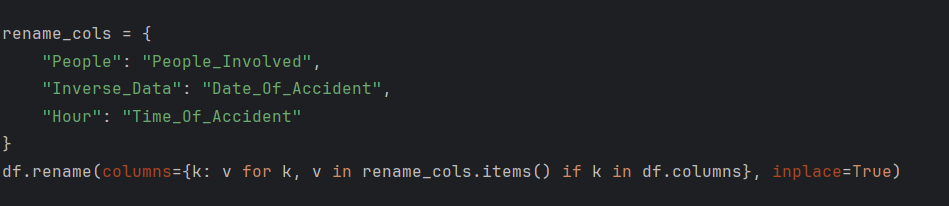 rename_cols = {
    "People": "People_Involved",
    "Inverse_Data": "Date_Of_Accident",
    "Hour": "Time_Of_Accident"
}
df.rename(columns={k: v for k, v in rename_cols.items() if k in df.columns}, inplace=True)